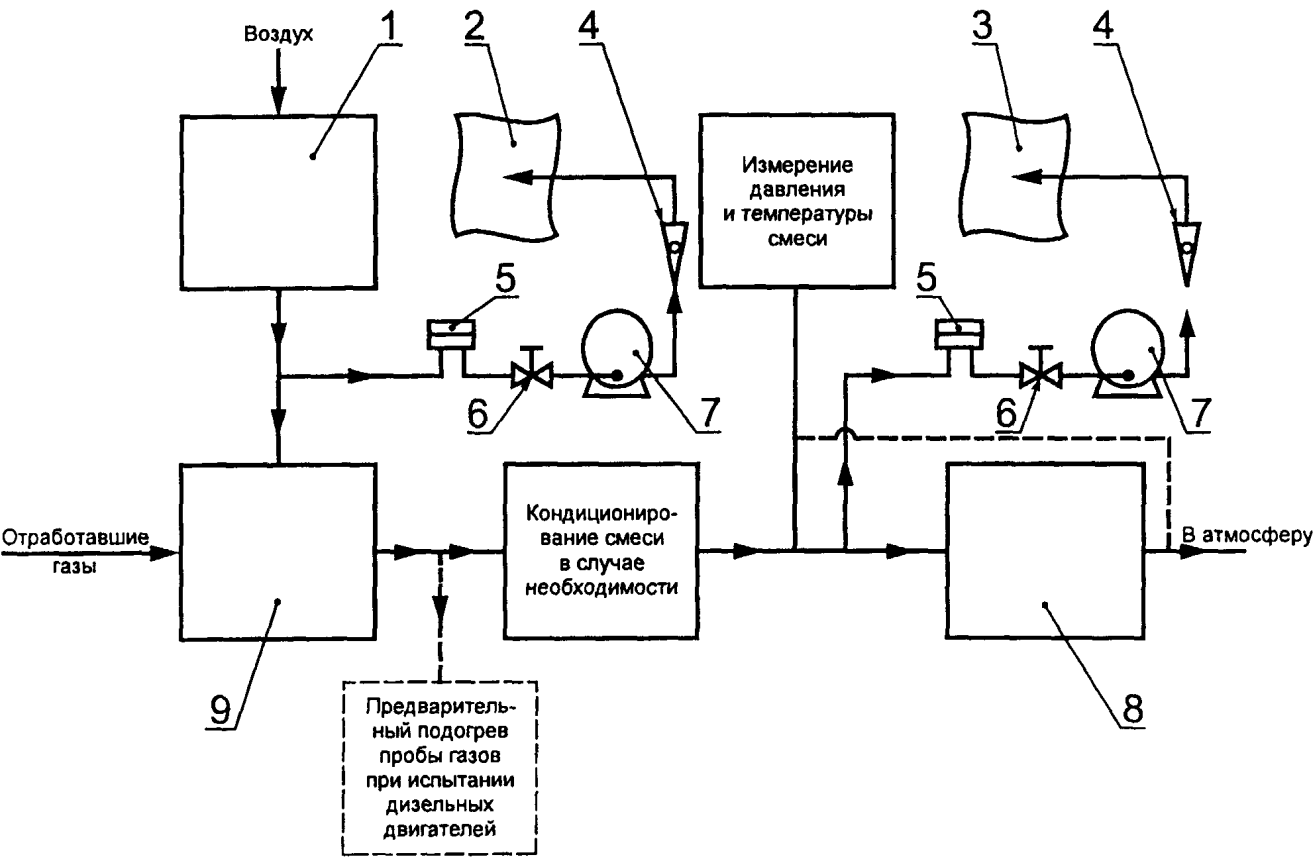 Воздух
1
2
4
3
4
Измерение
давления
и температуры
смеси
5
5
6
7
6
7
Отработавшие
газы
Кондициониро-
вание смеси
в случае
необходимости
В атмосферу
9
8
Предваритель-
ный подогрев
пробы газов
при испытании
дизельных
двигателей